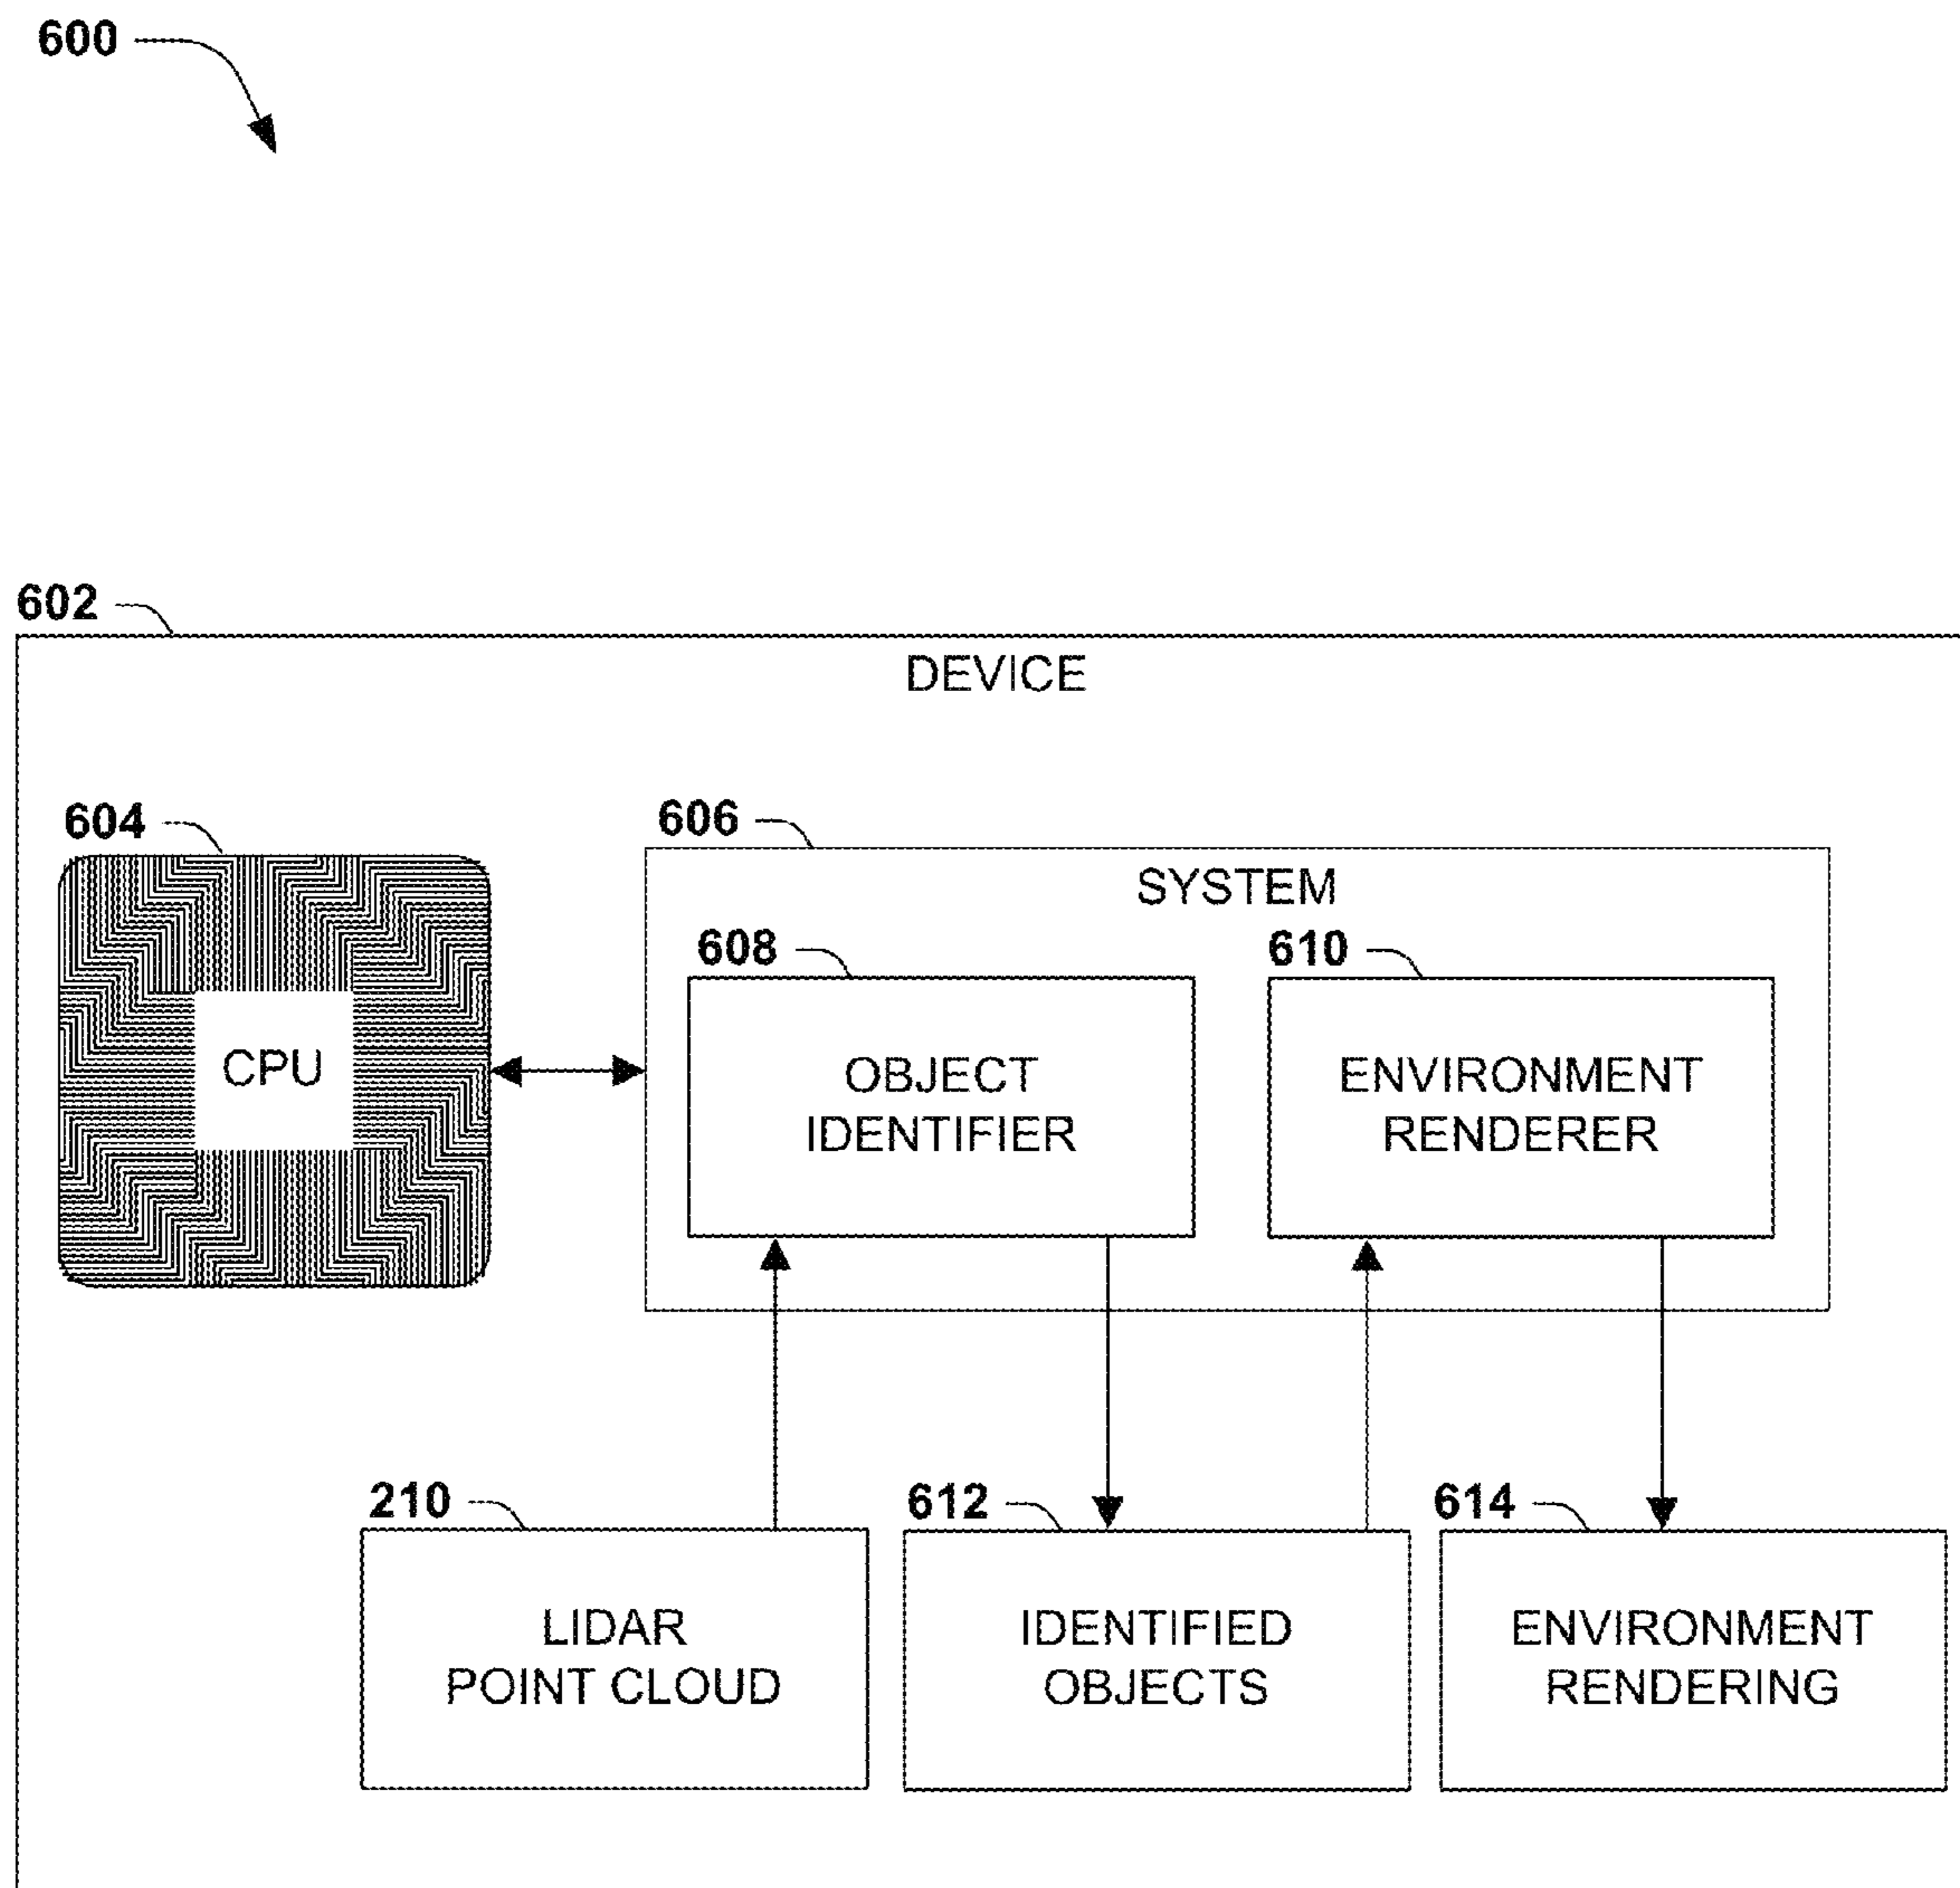 600
602
DEVICE
604
606
SYSTEM
608
610
CPU
OBJECT
IDENTIFIER
ENVIRONMENT
RENDERER
210
612
614
LIDAR
POINT CLOUD
IDENTIFIED
OBJECTS
ENVIRONMENT
RENDERING